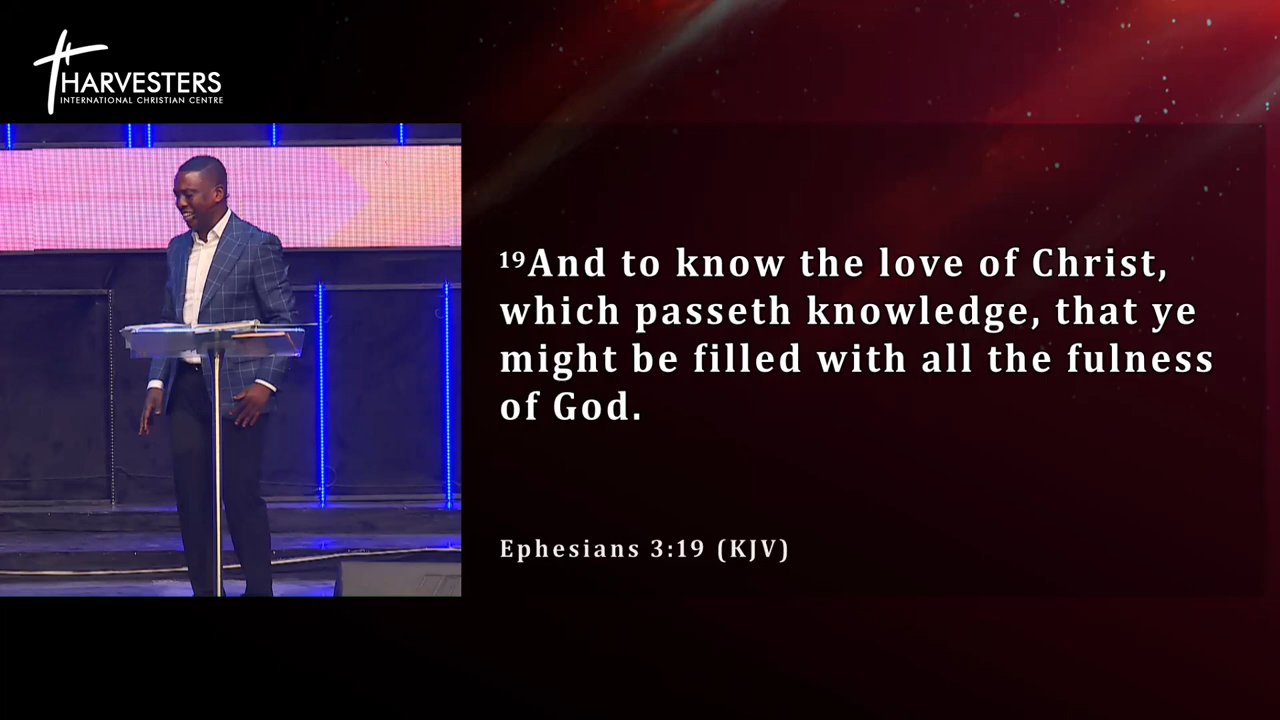 HARVESTERS
INTERNATIONAL CHRISTIAN CENTRE
¹⁹And to know the love of Christ,
which passeth knowledge, that ye
might be filled with all the fulness
of God.
Ephesians 3:19 (KJV)